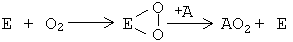 E + O₂ ⟶ E O O +A ⟶ AO₂ + E